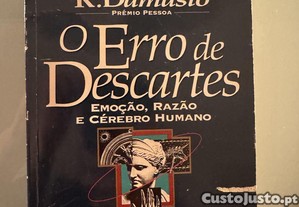 R. Damásio
PRÉMIO PESSOA
O Erro de
Descartes
EMOÇÃO, RAZÃO
E CÉREBRO HUMANO
CustoJusto.pt